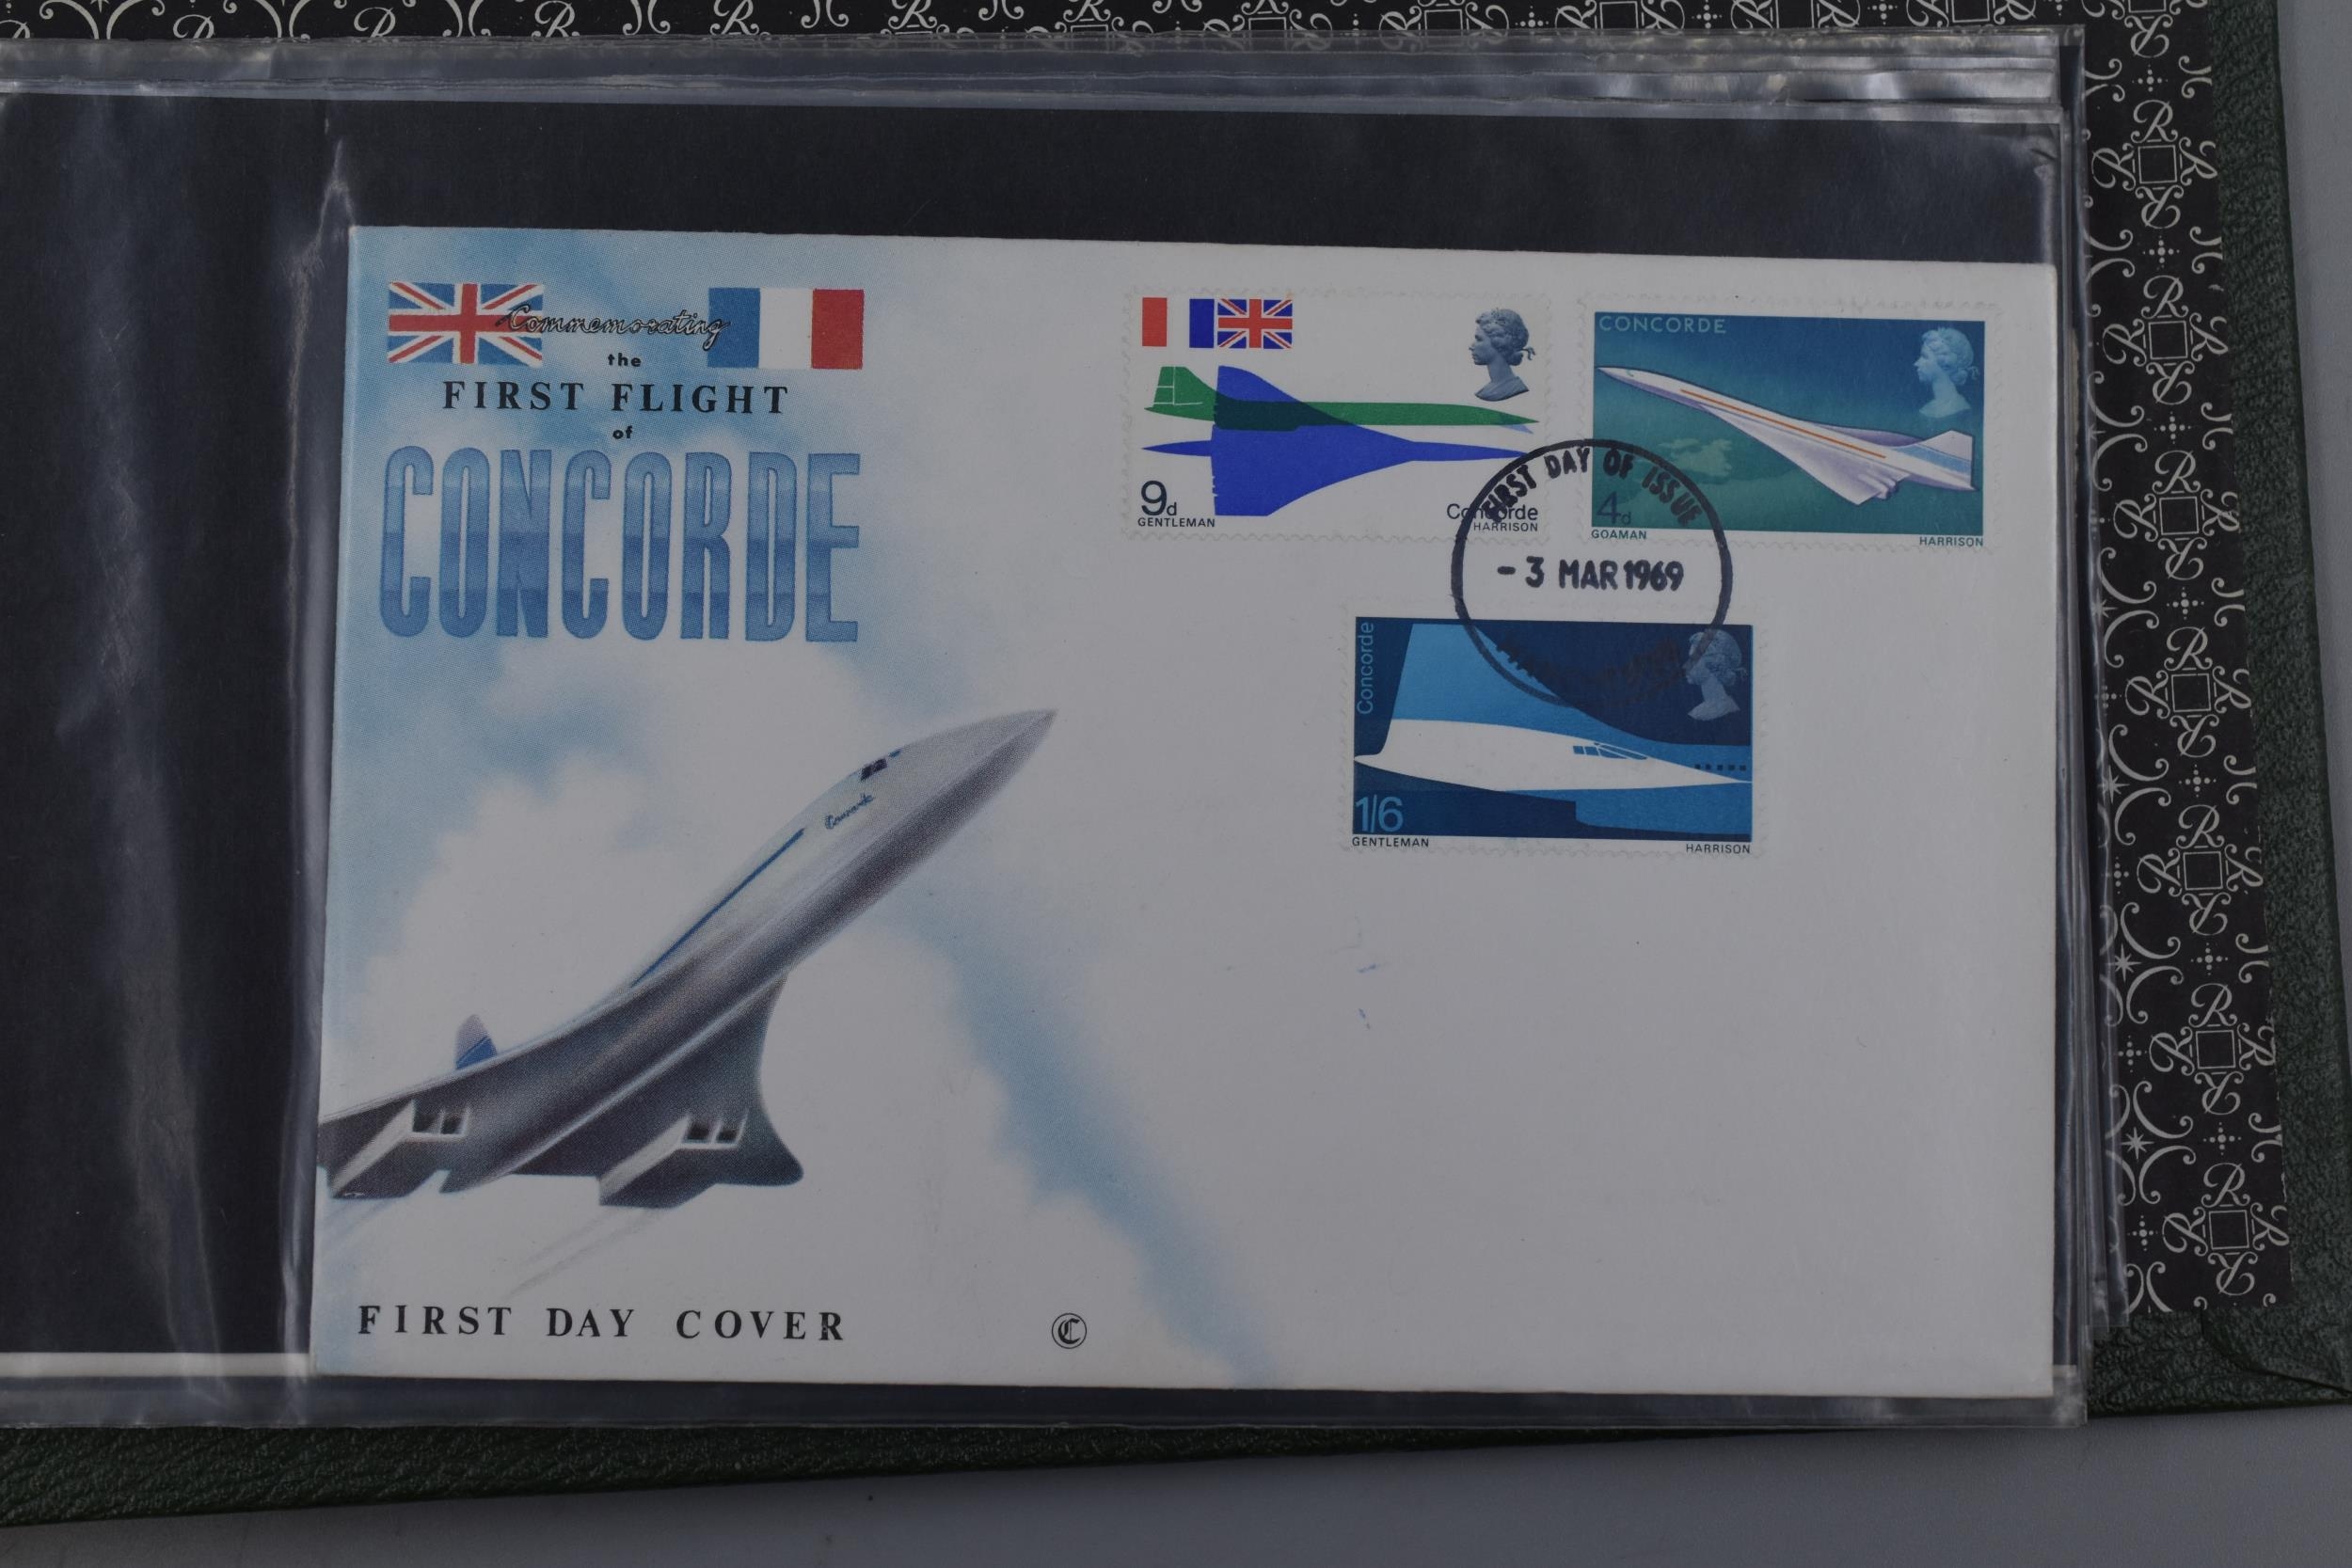 Commemorating
the
FIRST FLIGHT
of
CONCORDE
Concorde
FIRST DAY COVER
C
9d
GENTLEMAN
Concorde
HARRISON
CONCORDE
4d
GOAMAN
HARRISON
FIRST DAY OF ISSUE
- 3 MAR 1969
Concorde
1/6
GENTLEMAN
HARRISON